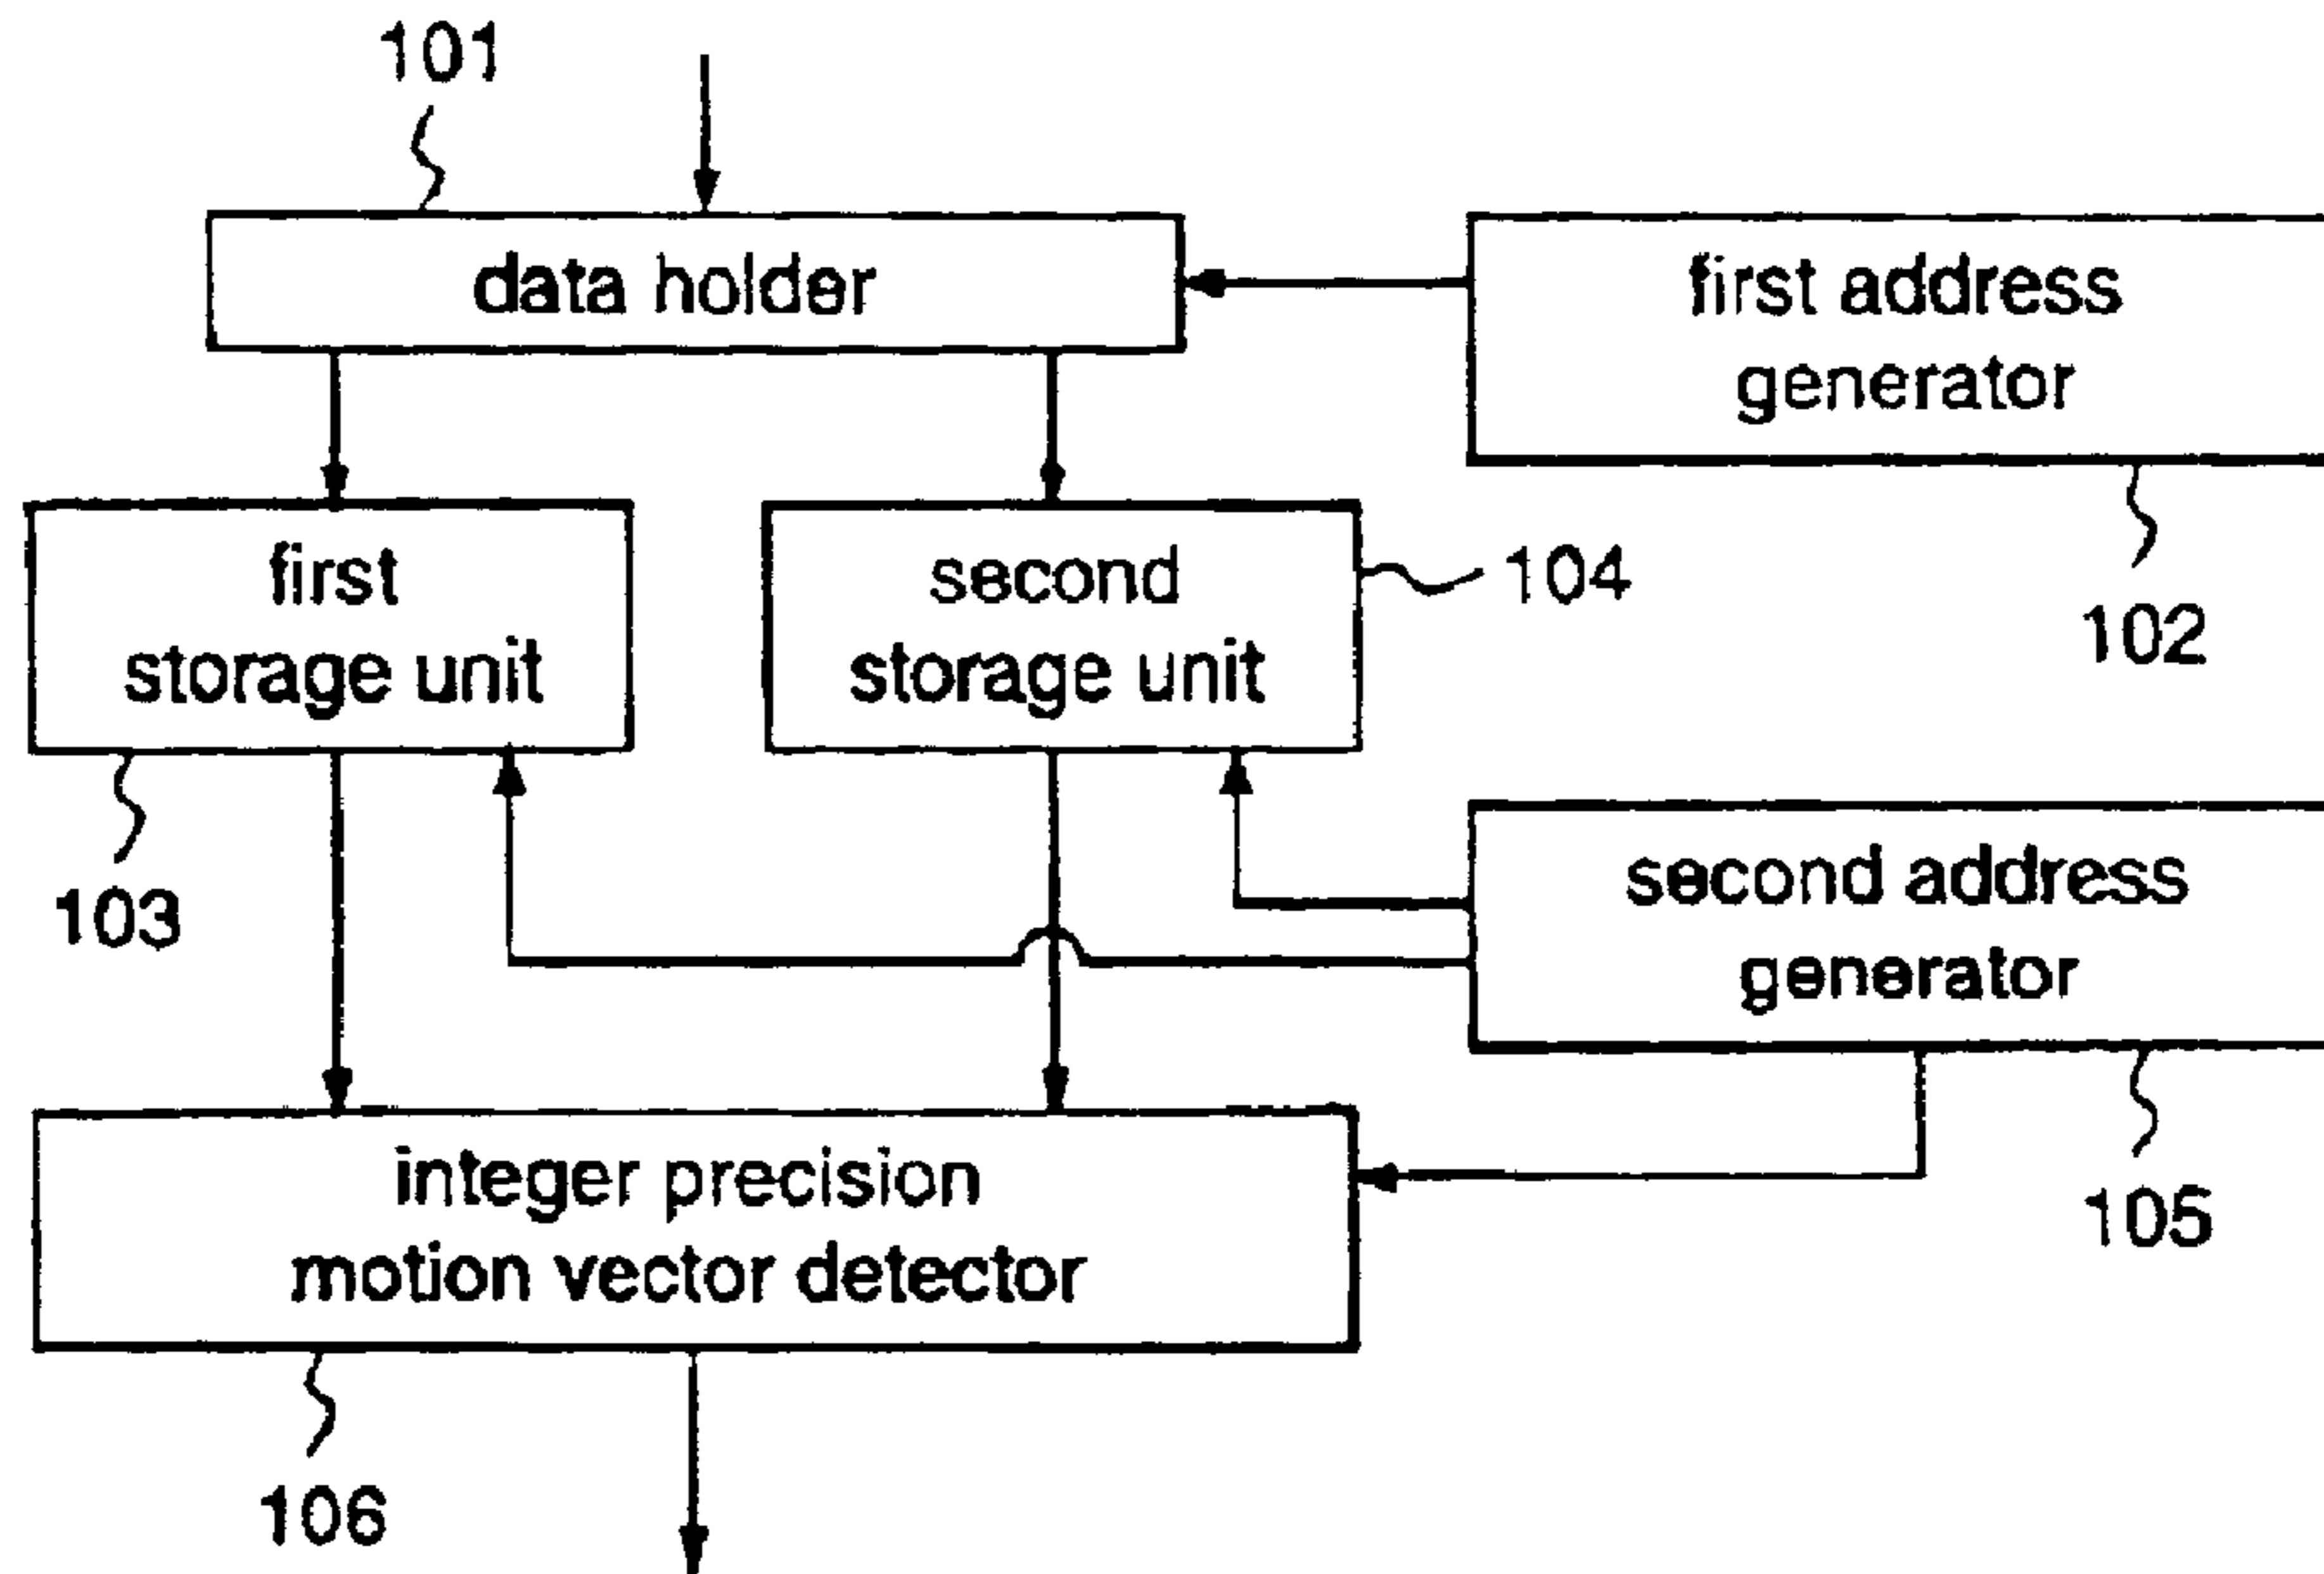 101
data holder
first address
generator
first
storage unit
second
storage unit
104
102
103
second address
generator
integer precision
motion vector detector
105
106